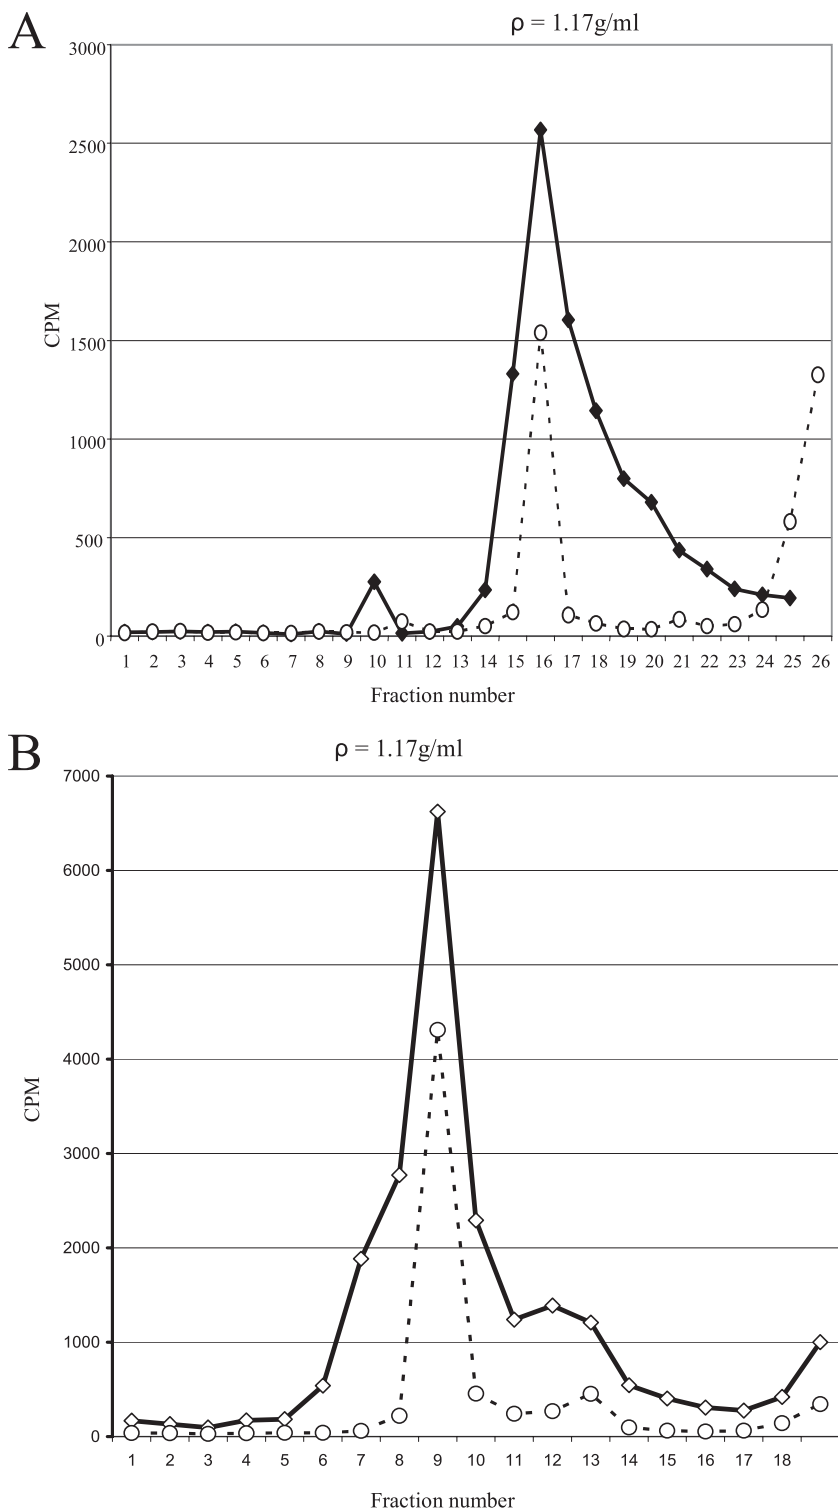 A
ρ = 1.17g/ml
3000
2500
2000
1500
1000
500
0
CPM
1 2 3 4 5 6 7 8 9 10 11 12 13 14 15 16 17 18 19 20 21 22 23 24 25 26
Fraction number
B
ρ = 1.17g/ml
7000
6000
5000
4000
3000
2000
1000
0
CPM
1 2 3 4 5 6 7 8 9 10 11 12 13 14 15 16 17 18
Fraction number